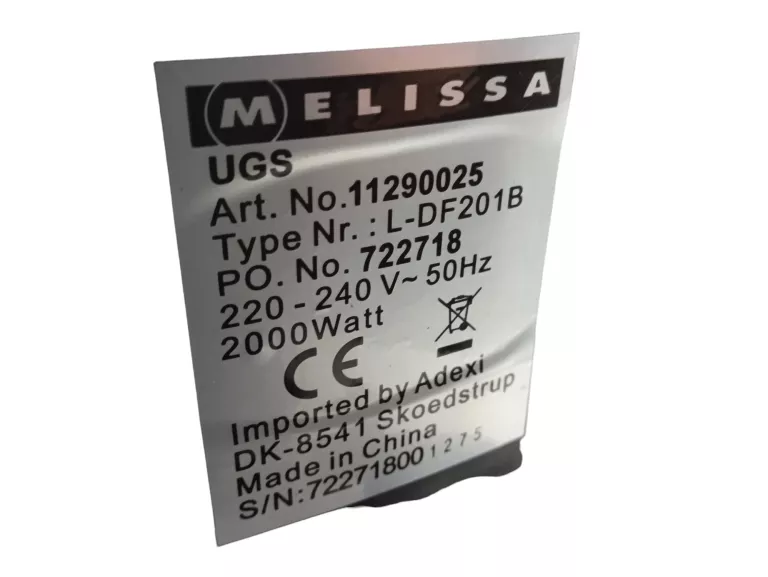 MELISSA
UGS
Art. No.11290025
Type Nr. : L-DF201B
PO. No. 722718
220 - 240 V~ 50Hz
2000Watt
CE
Imported by Adexi
DK-8541 Skoedstrup
Made in China
S/N:722718001275